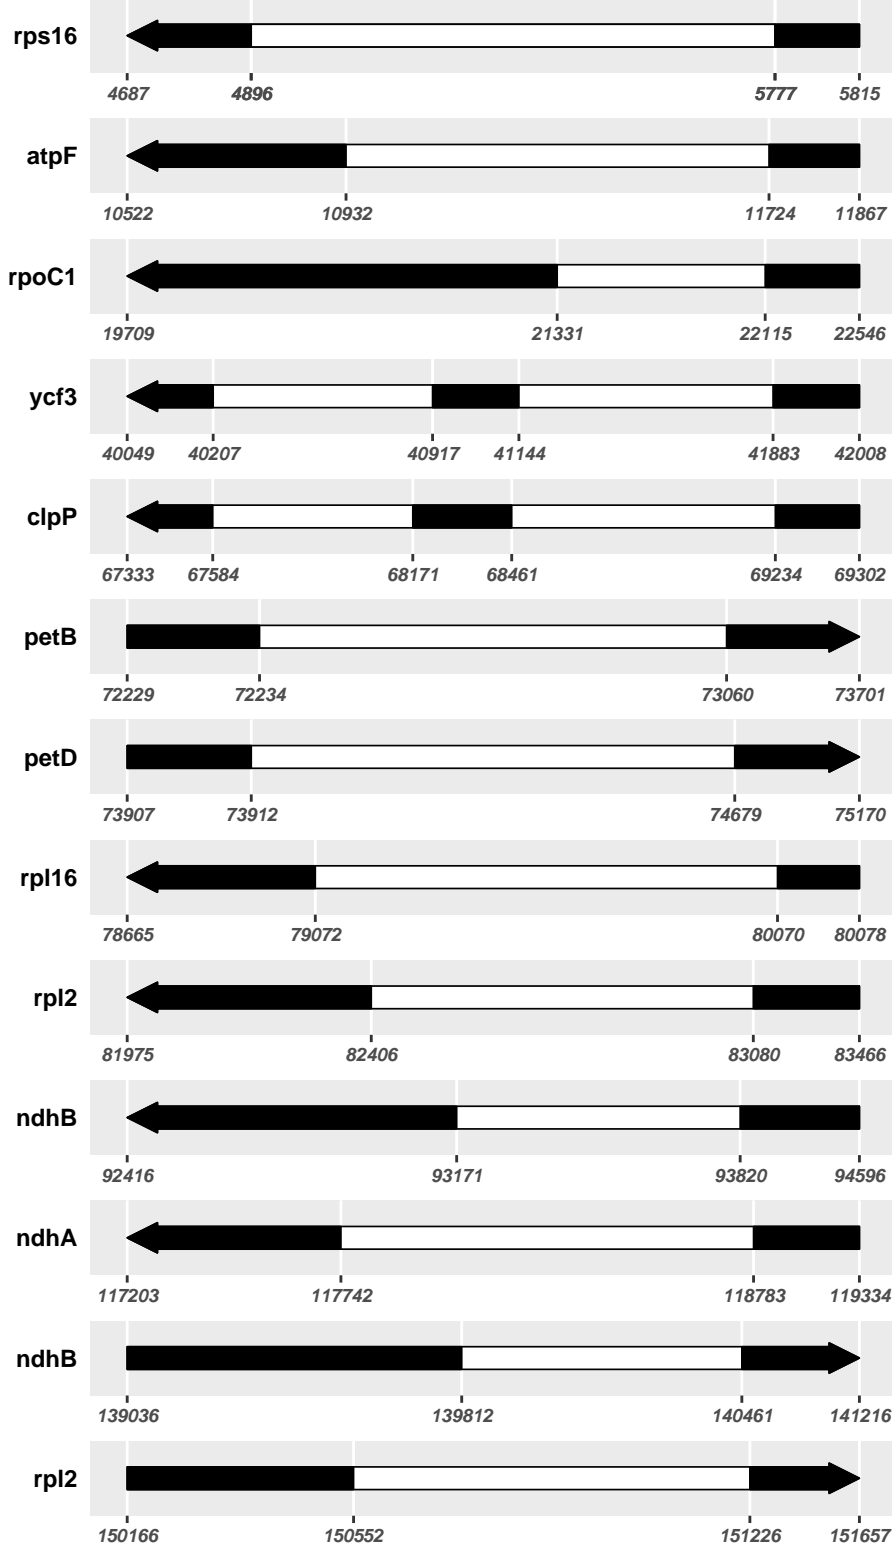 rps16
4687 4896 5777 5815
atpF
10522 10932 11724 11867
rpoC1
19709 21331 22115 22546
ycf3
40049 40207 40917 41144 41883 42008
clpP
67333 67584 68171 68461 69234 69302
petB
72229 72234 73060 73701
petD
73907 73912 74679 75170
rpl16
78665 79072 80070 80078
rpl2
81975 82406 83080 83466
ndhB
92416 93171 93820 94596
ndhA
117203 117742 118783 119334
ndhB
139036 139812 140461 141216
rpl2
150166 150552 151226 151657